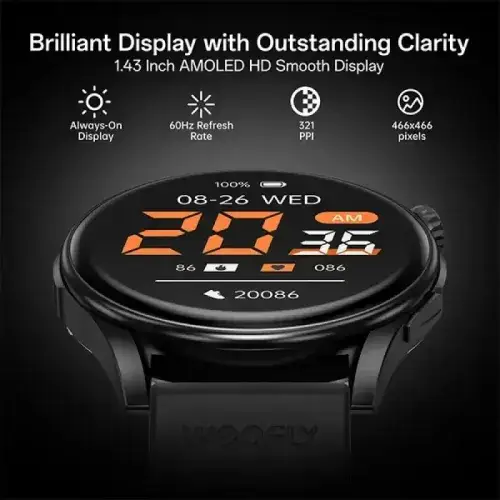 Brilliant Display with Outstanding Clarity
1.43 Inch AMOLED HD Smooth Display
Always-On Display
60Hz Refresh Rate
321 PPI
466x466 pixels
100%
08-26 WED
AM
20 36
86 086
20086